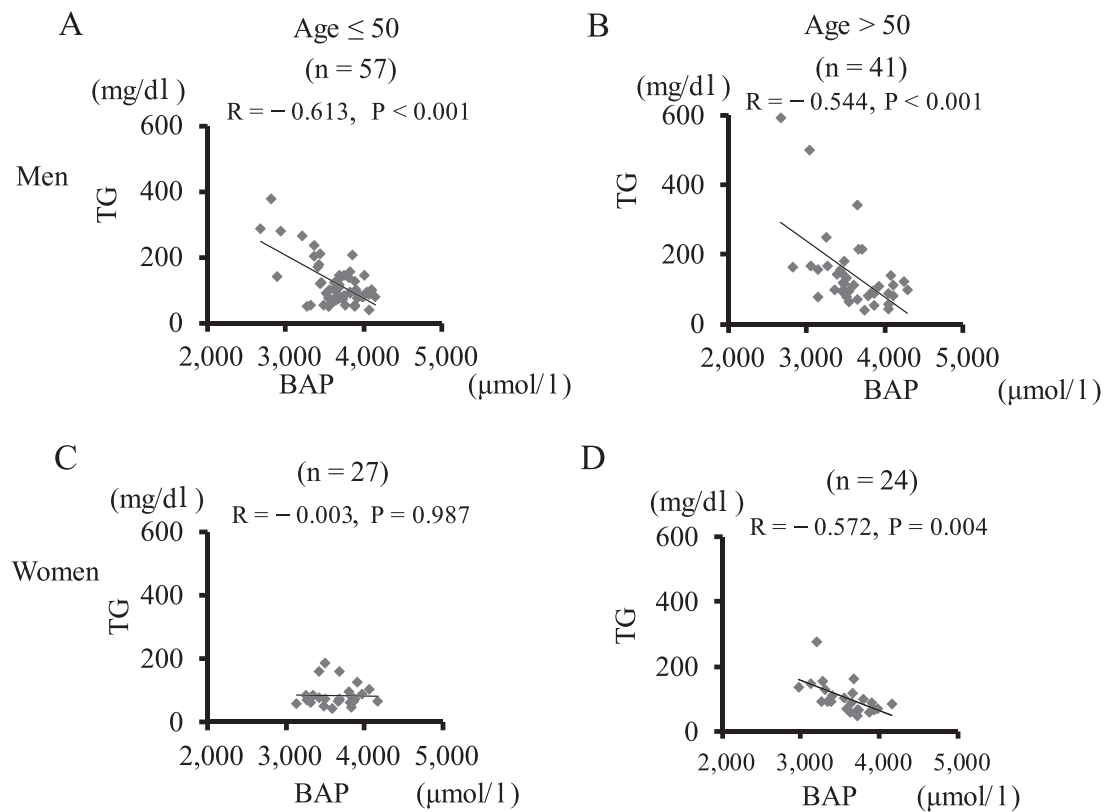 A
Age ≤ 50
(n = 57)
(mg/dl )
R = − 0.613, P < 0.001
600
400
200
0
TG
Men
2,000 3,000 4,000 5,000
BAP (μmol/l )
B
Age > 50
(n = 41)
(mg/dl )
R = − 0.544, P < 0.001
600
400
200
0
TG
2,000 3,000 4,000 5,000
BAP (μmol/l )
C
(n = 27)
(mg/dl )
R = − 0.003, P = 0.987
600
400
200
0
TG
Women
2,000 3,000 4,000 5,000
BAP (μmol/l )
D
(n = 24)
(mg/dl )
R = − 0.572, P = 0.004
600
400
200
0
TG
2,000 3,000 4,000 5,000
BAP (μmol/l )